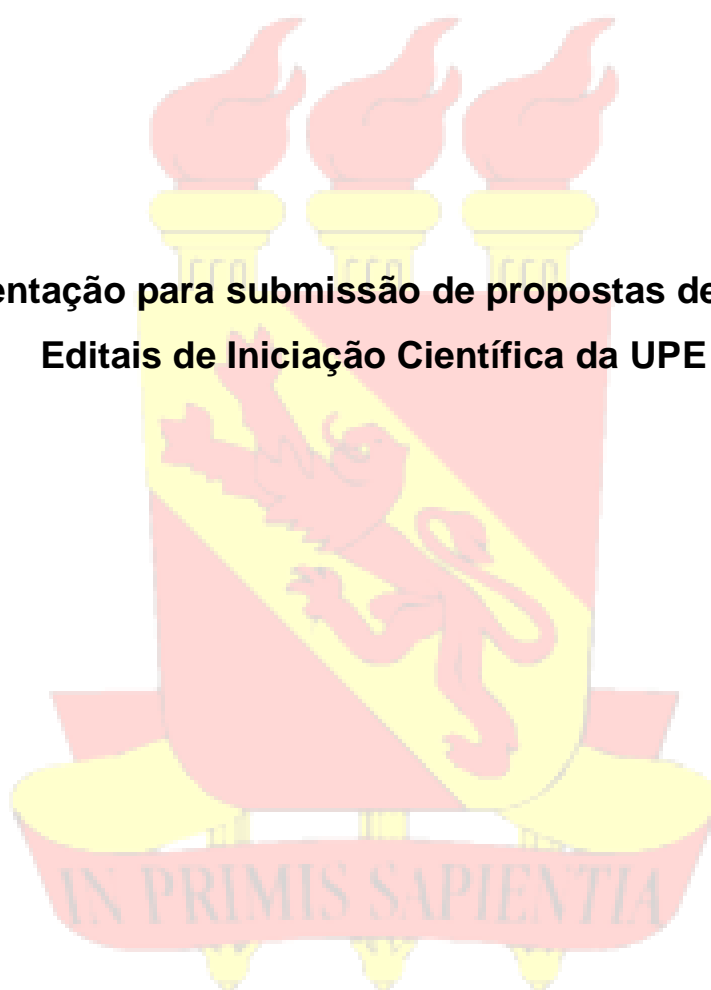 entação para submissão de propostas de
Editais de Iniciação Científica da UPE
IN PRIMIS SAPIENTIA